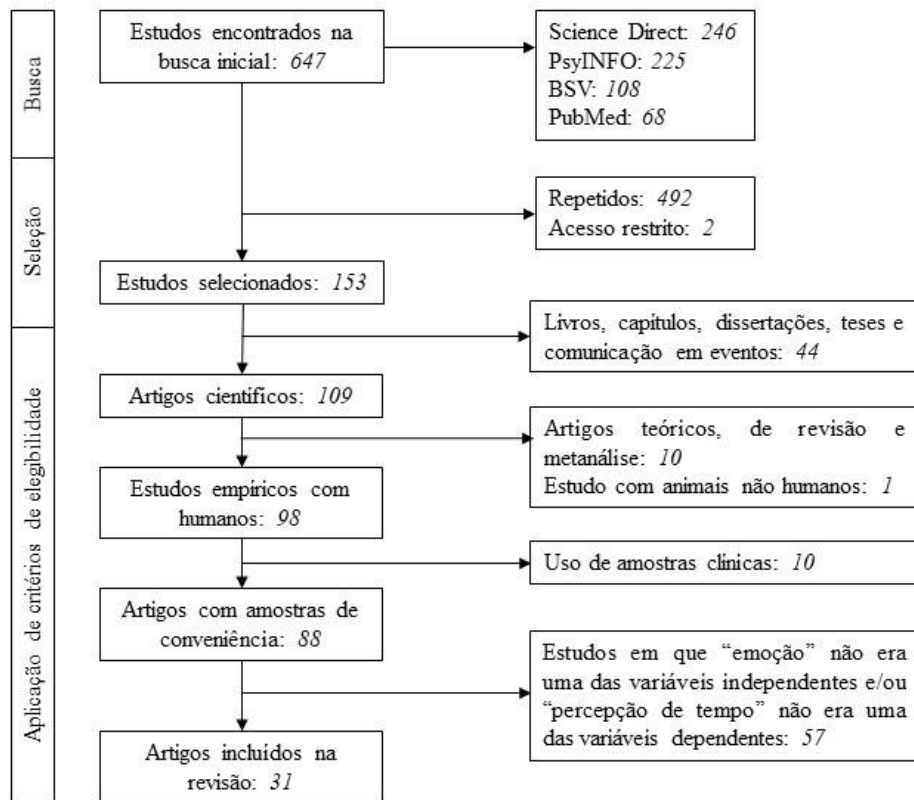 Busca
Estudos encontrados na
busca inicial: 647
Science Direct: 246
PsyINFO: 225
BSV: 108
PubMed: 68
Seleção
Repetidos: 492
Acesso restrito: 2
Estudos selecionados: 153
Aplicação de critérios de elegibilidade
Livros, capítulos, dissertações, teses e
comunicação em eventos: 44
Artigos científicos: 109
Artigos teóricos, de revisão e
metanálise: 10
Estudo com animais não humanos: 1
Estudos empíricos com
humanos: 98
Uso de amostras clínicas: 10
Artigos com amostras de
conveniência: 88
Estudos em que “emoção” não era
uma das variáveis independentes e/ou
“percepção de tempo” não era uma
das variáveis dependentes: 57
Artigos incluídos na
revisão: 31